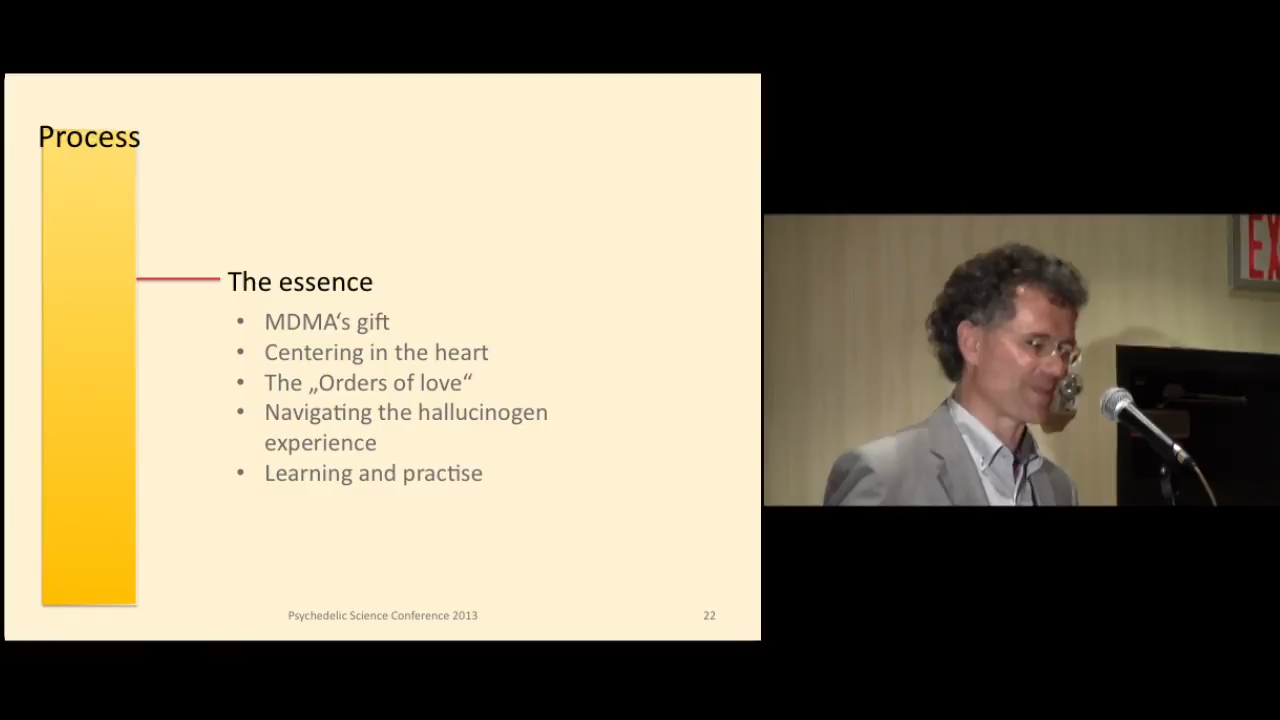 Process
The essence
• MDMA‘s gift
• Centering in the heart
• The „Orders of love“
• Navigating the hallucinogen
experience
• Learning and practise
Psychedelic Science Conference 2013
22
EX